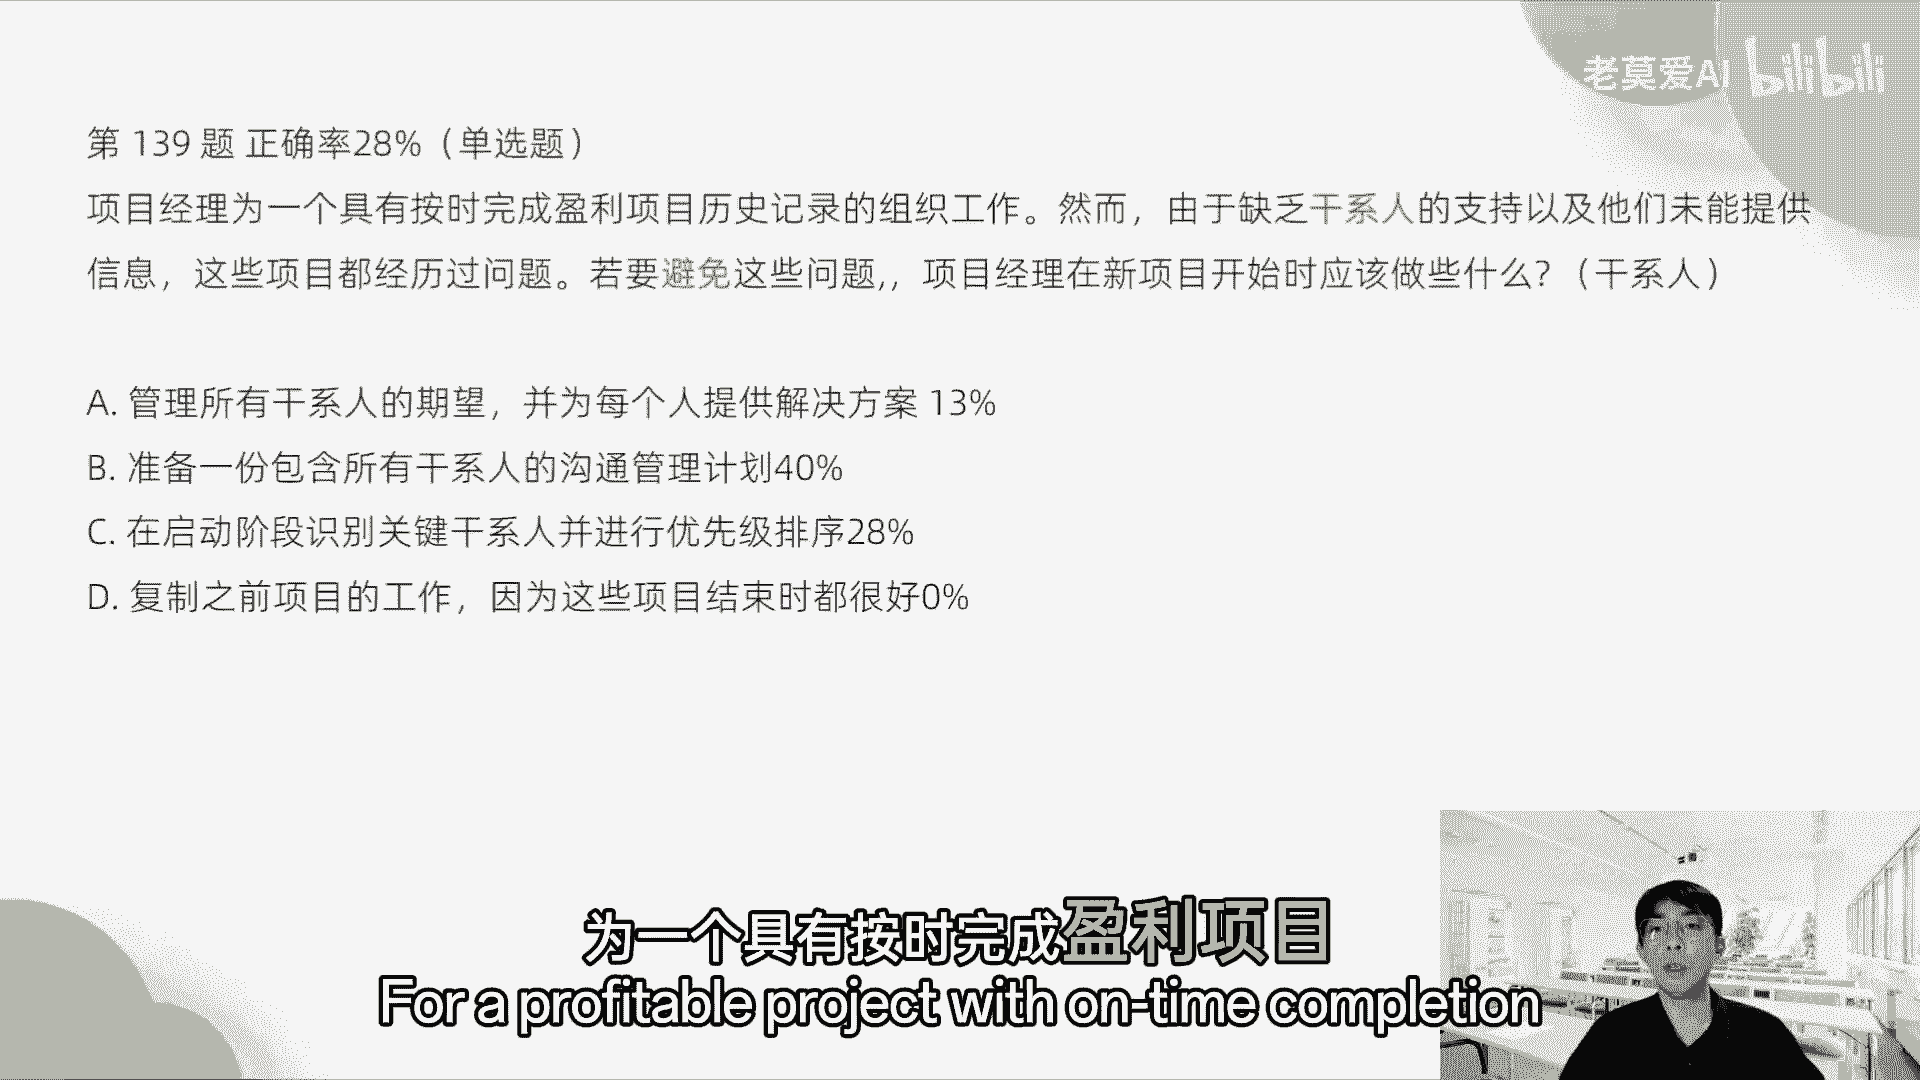 老莫爱AI bilibili
第 139 题 正确率28%（单选题）
项目经理为一个具有按时完成盈利项目历史记录的组织工作。然而，由于缺乏干系人的支持以及他们未能提供
信息，这些项目都经历过问题。若要避免这些问题,，项目经理在新项目开始时应该做些什么?（干系人）
A. 管理所有干系人的期望，并为每个人提供解决方案 13%
B. 准备一份包含所有干系人的沟通管理计划40%
C. 在启动阶段识别关键干系人并进行优先级排序28%
D. 复制之前项目的工作，因为这些项目结束时都很好0%
为一个具有按时完成盈利项目
For a profitable project with on-time completion